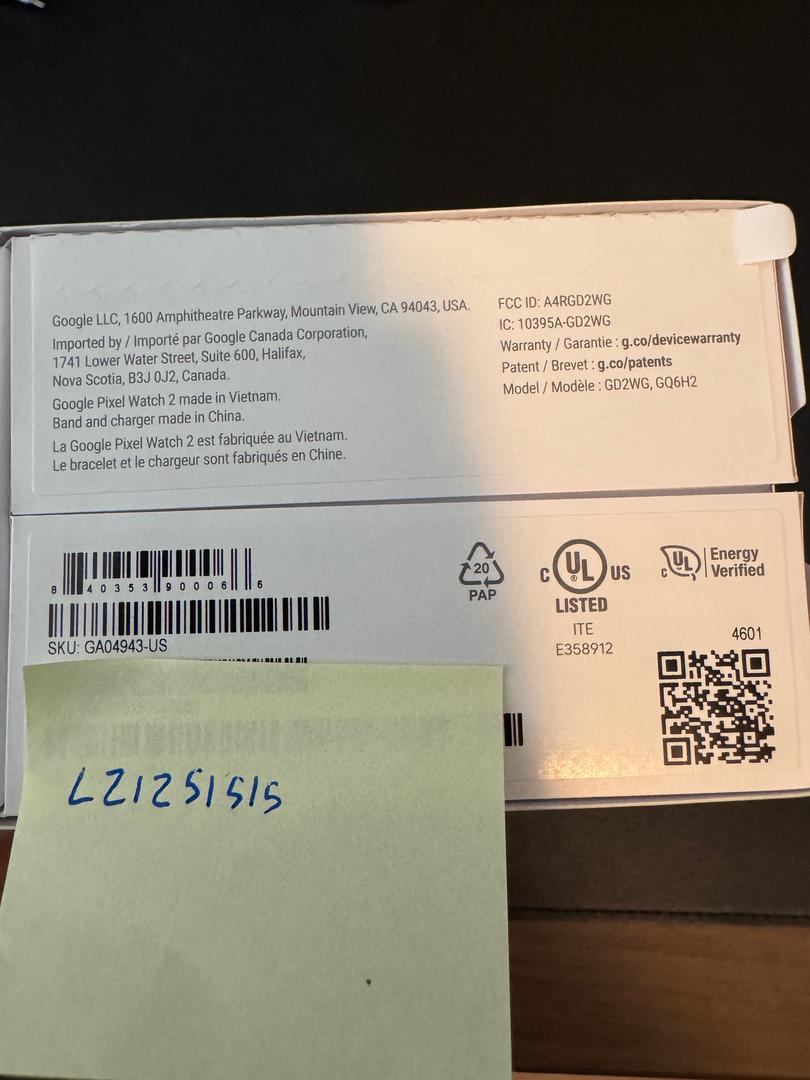 Google LLC, 1600 Amphitheatre Parkway, Mountain View, CA 94043, USA.
Imported by / Importé par Google Canada Corporation,
1741 Lower Water Street, Suite 600, Halifax,
Nova Scotia, B3J 0J2, Canada.
Google Pixel Watch 2 made in Vietnam.
Band and charger made in China.
La Google Pixel Watch 2 est fabriquée au Vietnam.
Le bracelet et le chargeur sont fabriqués en Chine.
FCC ID: A4RGD2WG
IC: 10395A-GD2WG
Warranty / Garantie : g.co/devicewarranty
Patent / Brevet : g.co/patents
Model / Modèle : GD2WG, GQ6H2
8 40353 90006 6
SKU: GA04943-US
20
PAP
C UL US
®
LISTED
ITE
E358912
C UL
Energy
Verified
4601
LZ1251515